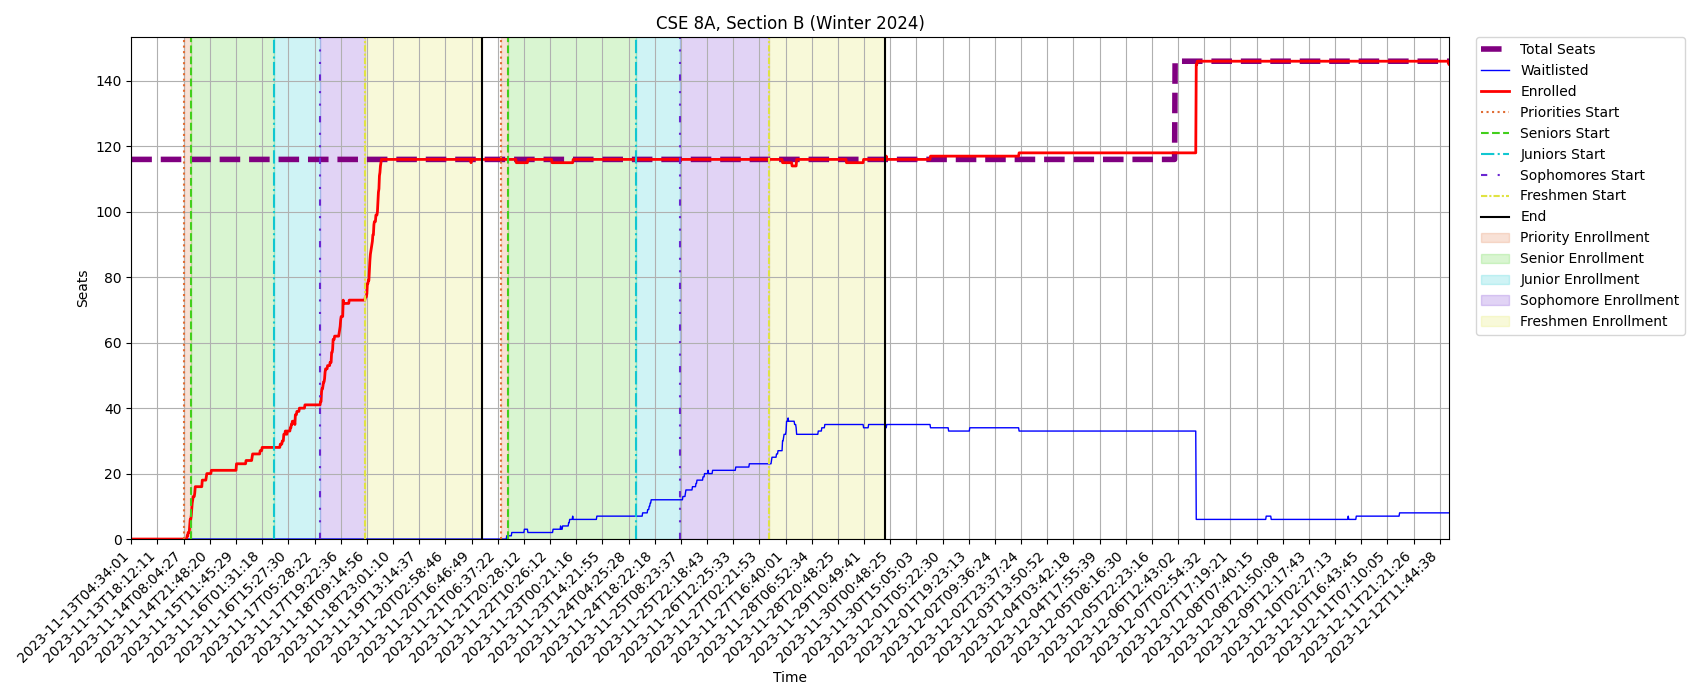 CSE 8A, Section B (Winter 2024)
Seats
140
120
100
80
60
40
20
0
2023-11-13T04:34:01
2023-11-13T18:12:11
2023-11-14T08:04:27
2023-11-14T21:48:20
2023-11-15T11:45:29
2023-11-16T01:31:18
2023-11-16T15:27:30
2023-11-17T05:28:22
2023-11-17T19:22:36
2023-11-18T09:14:56
2023-11-18T23:01:10
2023-11-19T13:14:37
2023-11-20T02:58:46
2023-11-20T16:46:49
2023-11-21T06:37:22
2023-11-21T20:28:12
2023-11-22T10:26:12
2023-11-23T00:21:16
2023-11-23T14:21:55
2023-11-24T04:25:28
2023-11-24T18:22:18
2023-11-25T08:23:37
2023-11-25T22:18:43
2023-11-26T12:25:33
2023-11-27T02:21:53
2023-11-27T16:40:01
2023-11-28T06:52:34
2023-11-28T20:48:25
2023-11-29T10:49:41
2023-11-30T00:48:25
2023-11-30T15:05:03
2023-12-01T05:22:30
2023-12-01T19:23:13
2023-12-02T09:36:24
2023-12-02T23:37:24
2023-12-03T13:50:52
2023-12-04T03:42:18
2023-12-04T17:55:39
2023-12-05T08:16:30
2023-12-05T22:23:16
2023-12-06T12:43:02
2023-12-07T02:54:32
2023-12-07T17:19:21
2023-12-08T07:40:15
2023-12-08T21:50:08
2023-12-09T12:17:43
2023-12-10T02:27:13
2023-12-10T16:43:45
2023-12-11T07:10:05
2023-12-11T21:21:26
2023-12-12T11:44:38
Time
Total Seats
Waitlisted
Enrolled
Priorities Start
Seniors Start
Juniors Start
Sophomores Start
Freshmen Start
End
Priority Enrollment
Senior Enrollment
Junior Enrollment
Sophomore Enrollment
Freshmen Enrollment